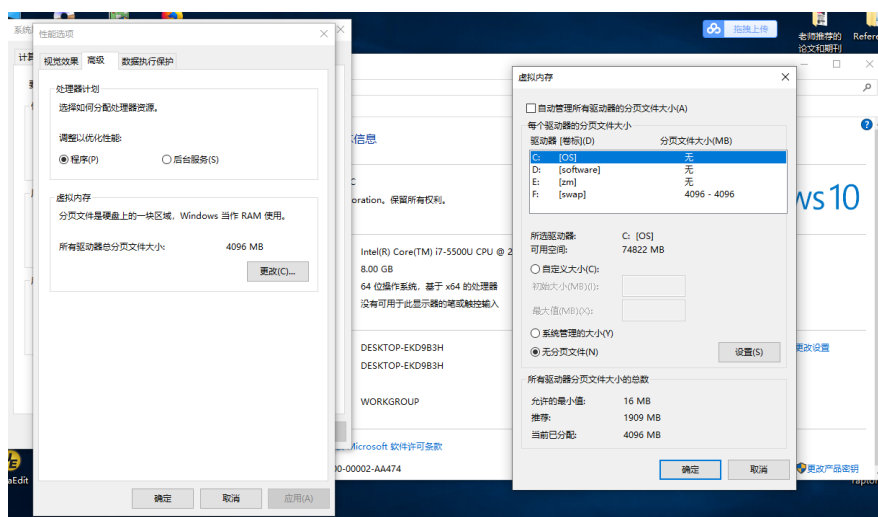 系统
性能选项
视觉效果 高级 数据执行保护
处理器计划
选择如何分配处理器资源。
调整以优化性能:
程序(P) 后台服务(S)
虚拟内存
分页文件是硬盘上的一块区域，Windows 当作 RAM 使用。
所有驱动器总分页文件大小: 4096 MB
更改(C)...
确定 取消 应用(A)
拖拽上传
老师推荐的
论文和期刊
信息
oration。保留所有权利。
Intel(R) Core(TM) i7-5500U CPU @ 2
8.00 GB
64 位操作系统，基于 x64 的处理器
没有可用于此显示器的笔或触控输入
DESKTOP-EKD9B3H
DESKTOP-EKD9B3H
WORKGROUP
Microsoft 软件许可条款
0-00002-AA474
虚拟内存
自动管理所有驱动器的分页文件大小(A)
每个驱动器的分页文件大小
驱动器 [卷标](D) 分页文件大小(MB)
C: [OS] 无
D: [software] 无
E: [zm] 无
F: [swap] 4096 - 4096
所选驱动器: C: [OS]
可用空间: 74822 MB
自定义大小(C):
初始大小(MB)(I):
最大值(MB)(X):
系统管理的大小(Y)
无分页文件(N) 设置(S)
所有驱动器分页文件大小的总数
允许的最小值: 16 MB
推荐: 1909 MB
当前已分配: 4096 MB
确定 取消
Refere
ws10
更改设置
更改产品密钥
aEdit
raptor